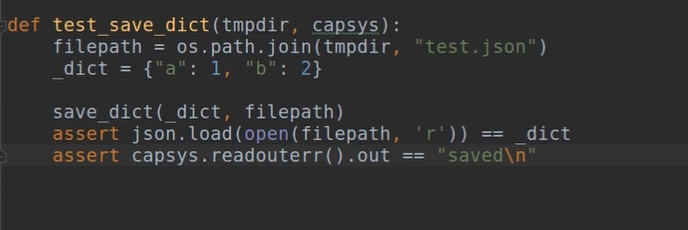 def test_save_dict(tmpdir, capsys):
    filepath = os.path.join(tmpdir, "test.json")
    _dict = {"a": 1, "b": 2}
    save_dict(_dict, filepath)
    assert json.load(open(filepath, 'r')) == _dict
    assert capsys.readouterr().out == "saved\n"